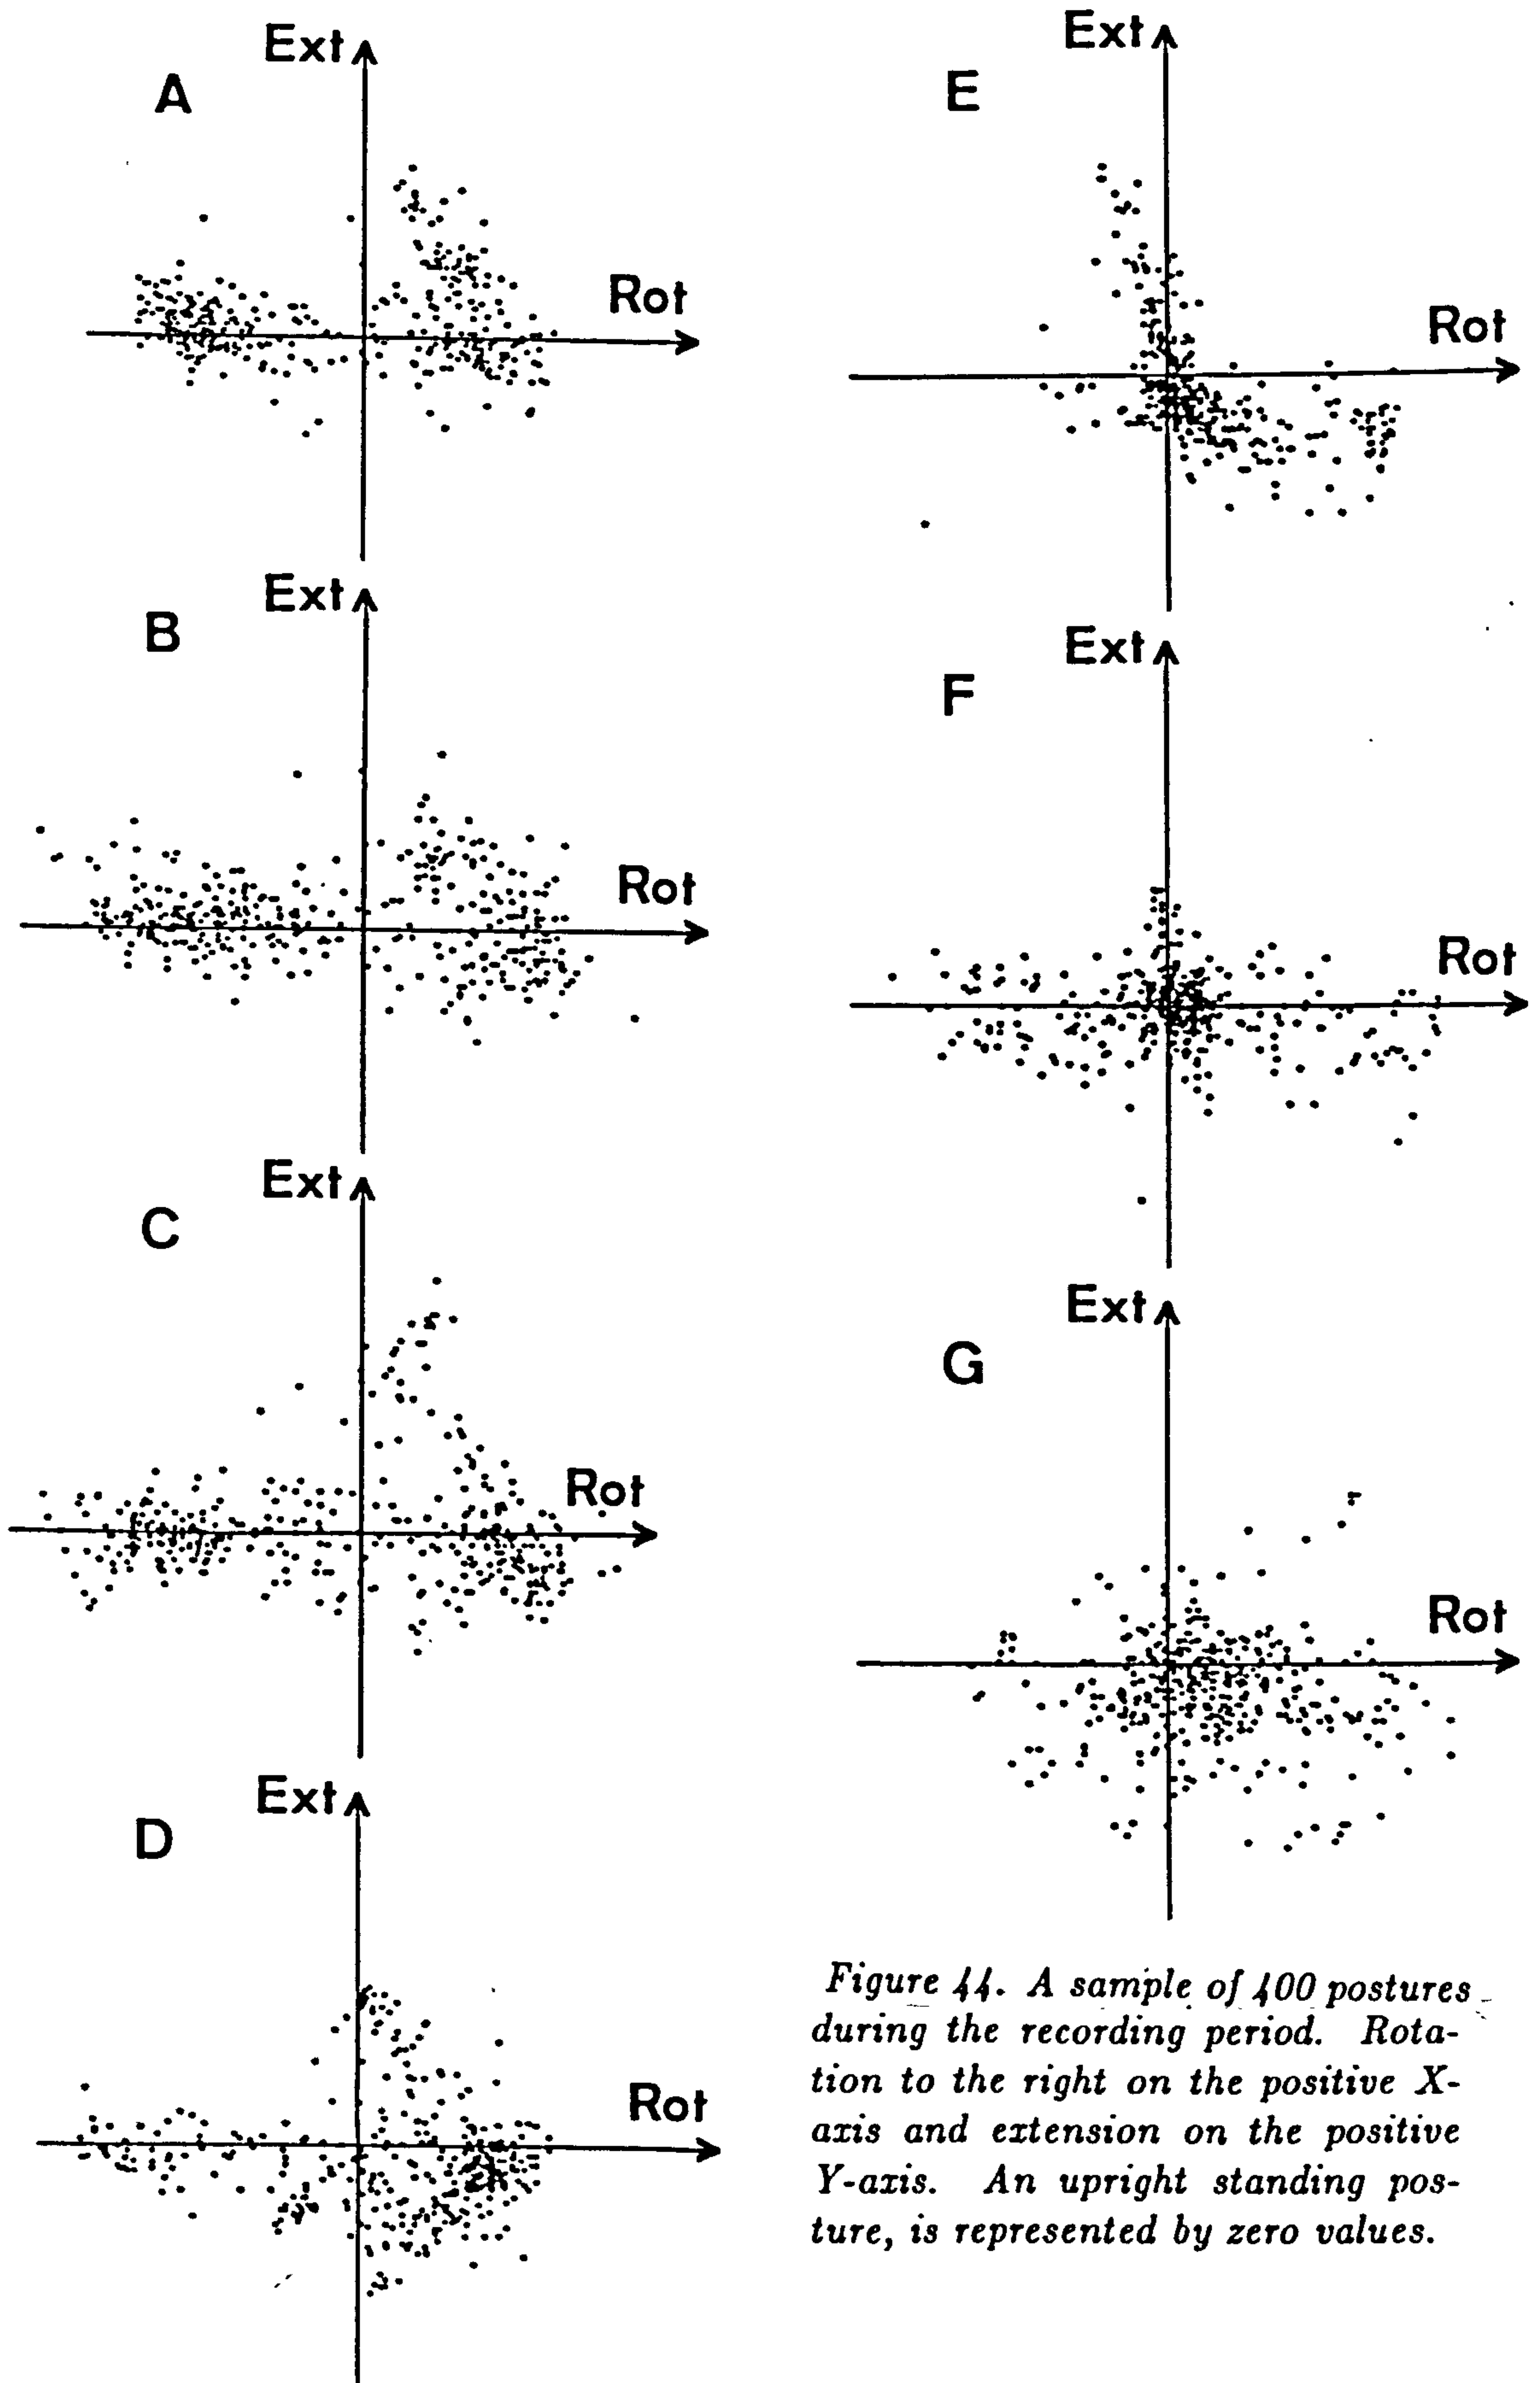 Ext
A
Rot
Ext
B
Rot
Ext
C
Rot
Ext
D
Rot
Ext
E
Rot
Ext
F
Rot
Ext
G
Rot
Figure 44. A sample of 400 postures
during the recording period. Rota-
tion to the right on the positive X-
axis and extension on the positive
Y-axis. An upright standing pos-
ture, is represented by zero values.